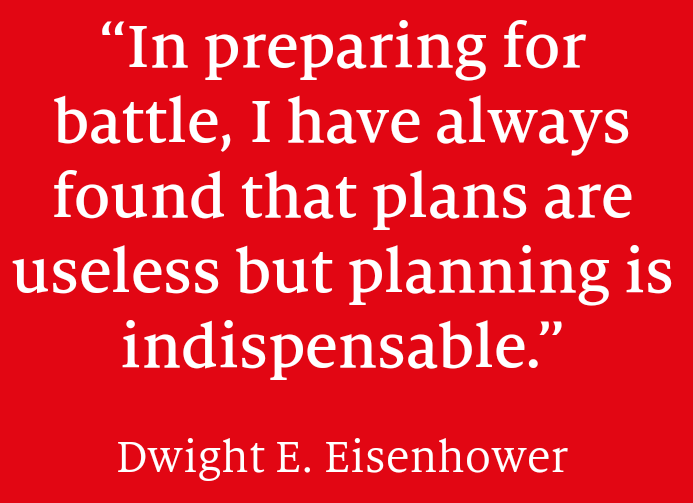 “In preparing for
battle, I have always
found that plans are
useless but planning is
indispensable.”
Dwight E. Eisenhower